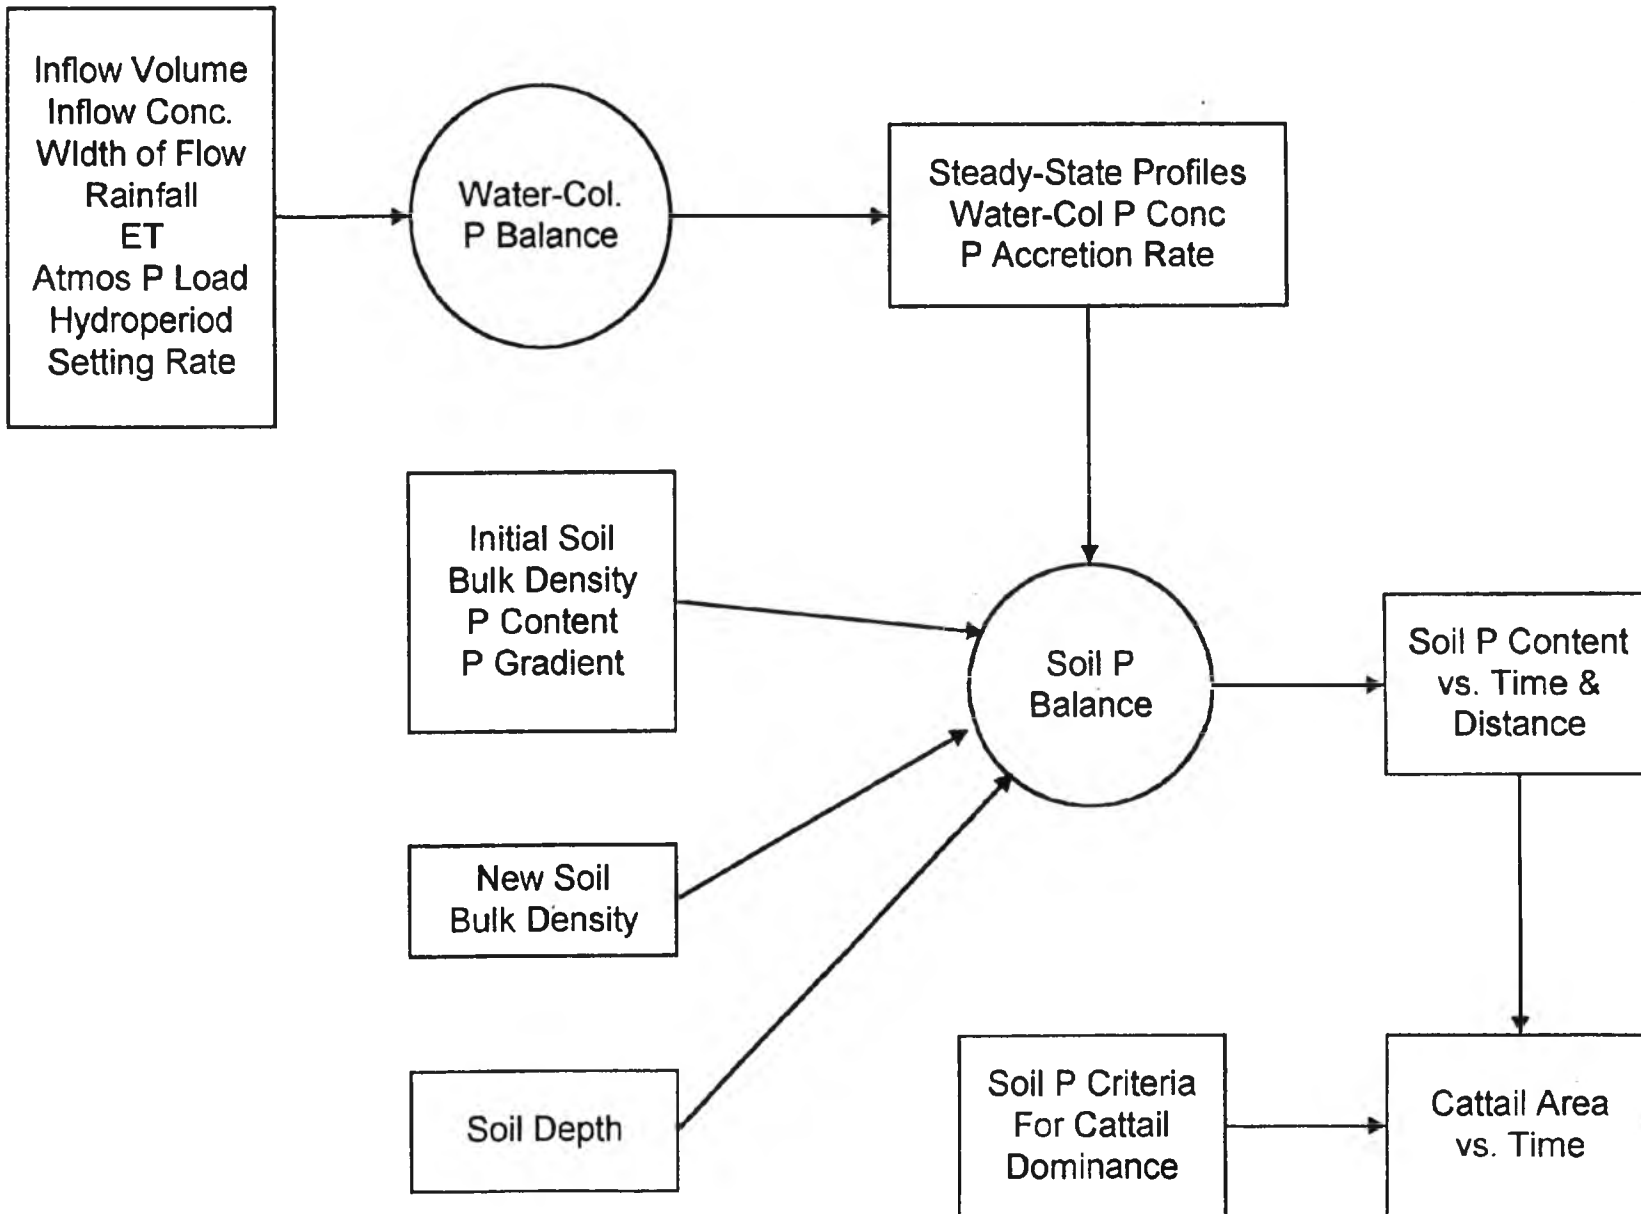 Inflow Volume
Inflow Conc.
WIdth of Flow
Rainfall
ET
Atmos P Load
Hydroperiod
Setting Rate
Water-Col.
P Balance
Steady-State Profiles
Water-Col P Conc
P Accretion Rate
Initial Soil
Bulk Density
P Content
P Gradient
Soil P
Balance
Soil P Content
vs. Time &
Distance
New Soil
Bulk Density
Soil Depth
Soil P Criteria
For Cattail
Dominance
Cattail Area
vs. Time